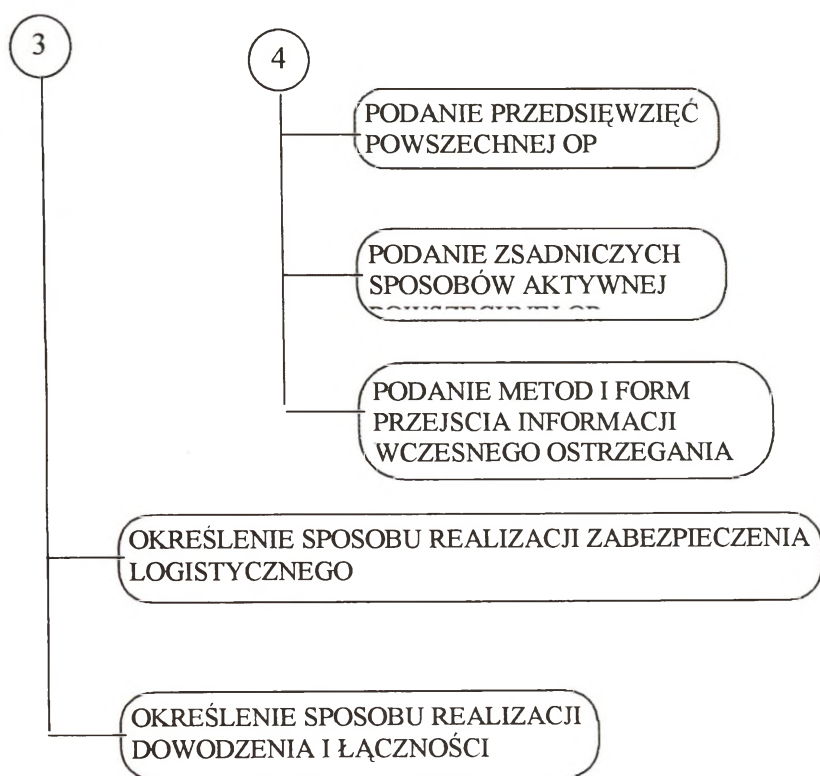 3
4
PODANIE PRZEDSIĘWZIĘĆ
POWSZECHNEJ OP
PODANIE ZSADNICZYCH
SPOSOBÓW AKTYWNEJ
PODANIE METOD I FORM
PRZEJSCIA INFORMACJI
WCZESNEGO OSTRZEGANIA
OKREŚLENIE SPOSOBU REALIZACJI ZABEZPIECZENIA
LOGISTYCZNEGO
OKREŚLENIE SPOSOBU REALIZACJI
DOWODZENIA I ŁĄCZNOŚCI